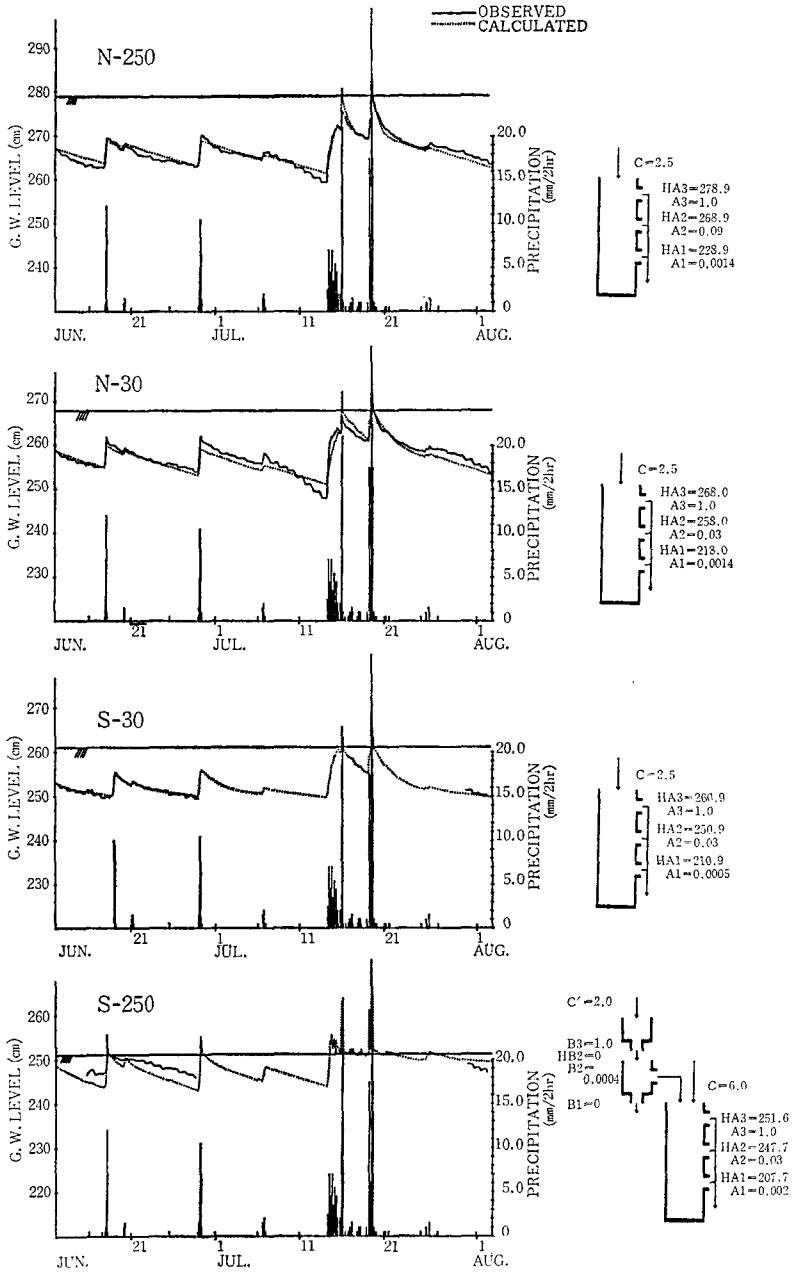 OBSERVED
CALCULATED
N-250
290
280
270
260
250
240
G. W. LEVEL (cm)
20.0
15.0
10.0
5.0
0
PRECIPITATION
(mm/2hr)
21
1
11
21
1
JUN.
JUL.
AUG.
C=2.5
HA3=278.9
A3=1.0
HA2=268.9
A2=0.09
HA1=228.9
A1=0.0014
N-30
270
260
250
240
230
G. W. LEVEL (cm)
20.0
15.0
10.0
5.0
0
PRECIPITATION
(mm/2hr)
21
1
11
21
1
JUN.
JUL.
AUG.
C=2.5
HA3=268.0
A3=1.0
HA2=258.0
A2=0.03
HA1=218.0
A1=0.0014
S-30
270
260
250
240
230
G. W. LEVEL (cm)
20.0
15.0
10.0
5.0
0
PRECIPITATION
(mm/2hr)
21
1
11
21
1
JUN.
JUL.
AUG.
C=2.5
HA3=260.9
A3=1.0
HA2=250.9
A2=0.03
HA1=210.9
A1=0.0005
S-250
260
250
240
230
220
G. W. LEVEL (cm)
20.0
15.0
10.0
5.0
0
PRECIPITATION
(mm/2hr)
21
1
11
21
1
JUN.
JUL.
AUG.
C'=2.0
B3=1.0
HB2=0
B2=
0.0004
B1=0
C=6.0
HA3=251.6
A3=1.0
HA2=247.7
A2=0.03
HA1=207.7
A1=0.002